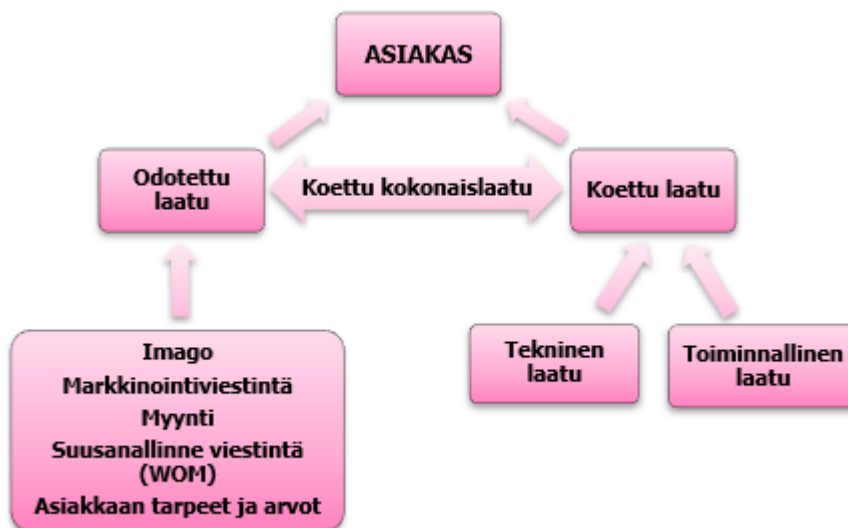 ASIAKAS
Odotettu
laatu
Koettu kokonaislaatu
Koettu laatu
Imago
Markkinointiviestintä
Myynti
Suusanallinne viestintä
(WOM)
Asiakkaan tarpeet ja arvot
Tekninen
laatu
Toiminnallinen
laatu